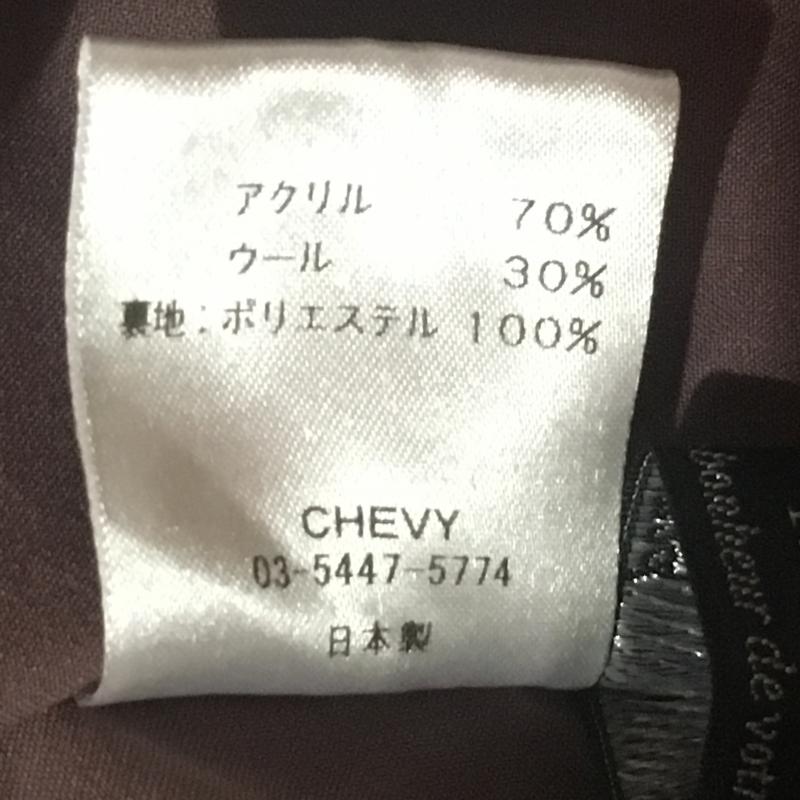 アクリル 70%
ウール 30%
裏地:ポリエステル 100%
CHEVY
03-5447-5774
日本製
de